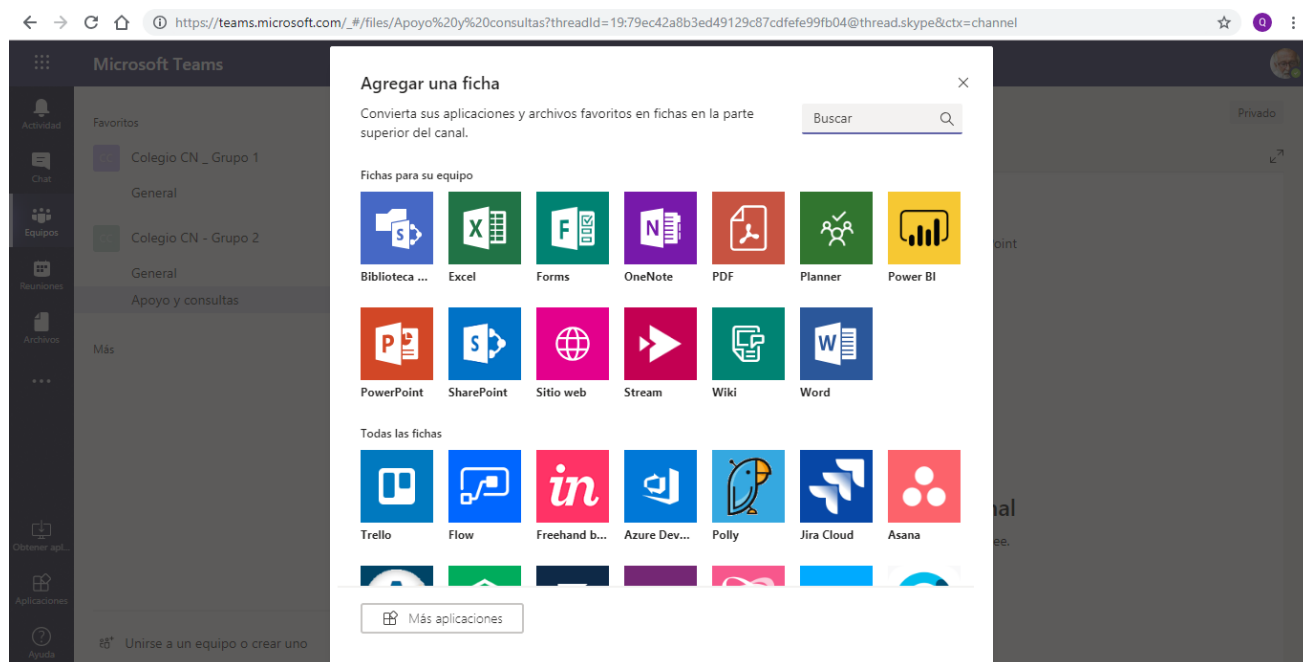 https://teams.microsoft.com/_#/files/Apoyo%20y%20consultas?threadId=19:79ec42a8b3ed49129c87cdfefe99fb04@thread.skype&ctx=channel
Q
Microsoft Teams
Actividad
Chat
Equipos
Reuniones
Archivos
Obtener apl...
Aplicaciones
Ayuda
Favoritos
Colegio CN _ Grupo 1
General
Colegio CN - Grupo 2
General
Apoyo y consultas
Más
Unirse a un equipo o crear uno
Agregar una ficha
Convierta sus aplicaciones y archivos favoritos en fichas en la parte
superior del canal.
Buscar
Fichas para su equipo
Biblioteca ... Excel Forms OneNote PDF Planner Power BI
PowerPoint SharePoint Sitio web Stream Wiki Word
Todas las fichas
in
Trello Flow Freehand b... Azure Dev... Polly Jira Cloud Asana
Más aplicaciones
Privado
oint
nal
ee.